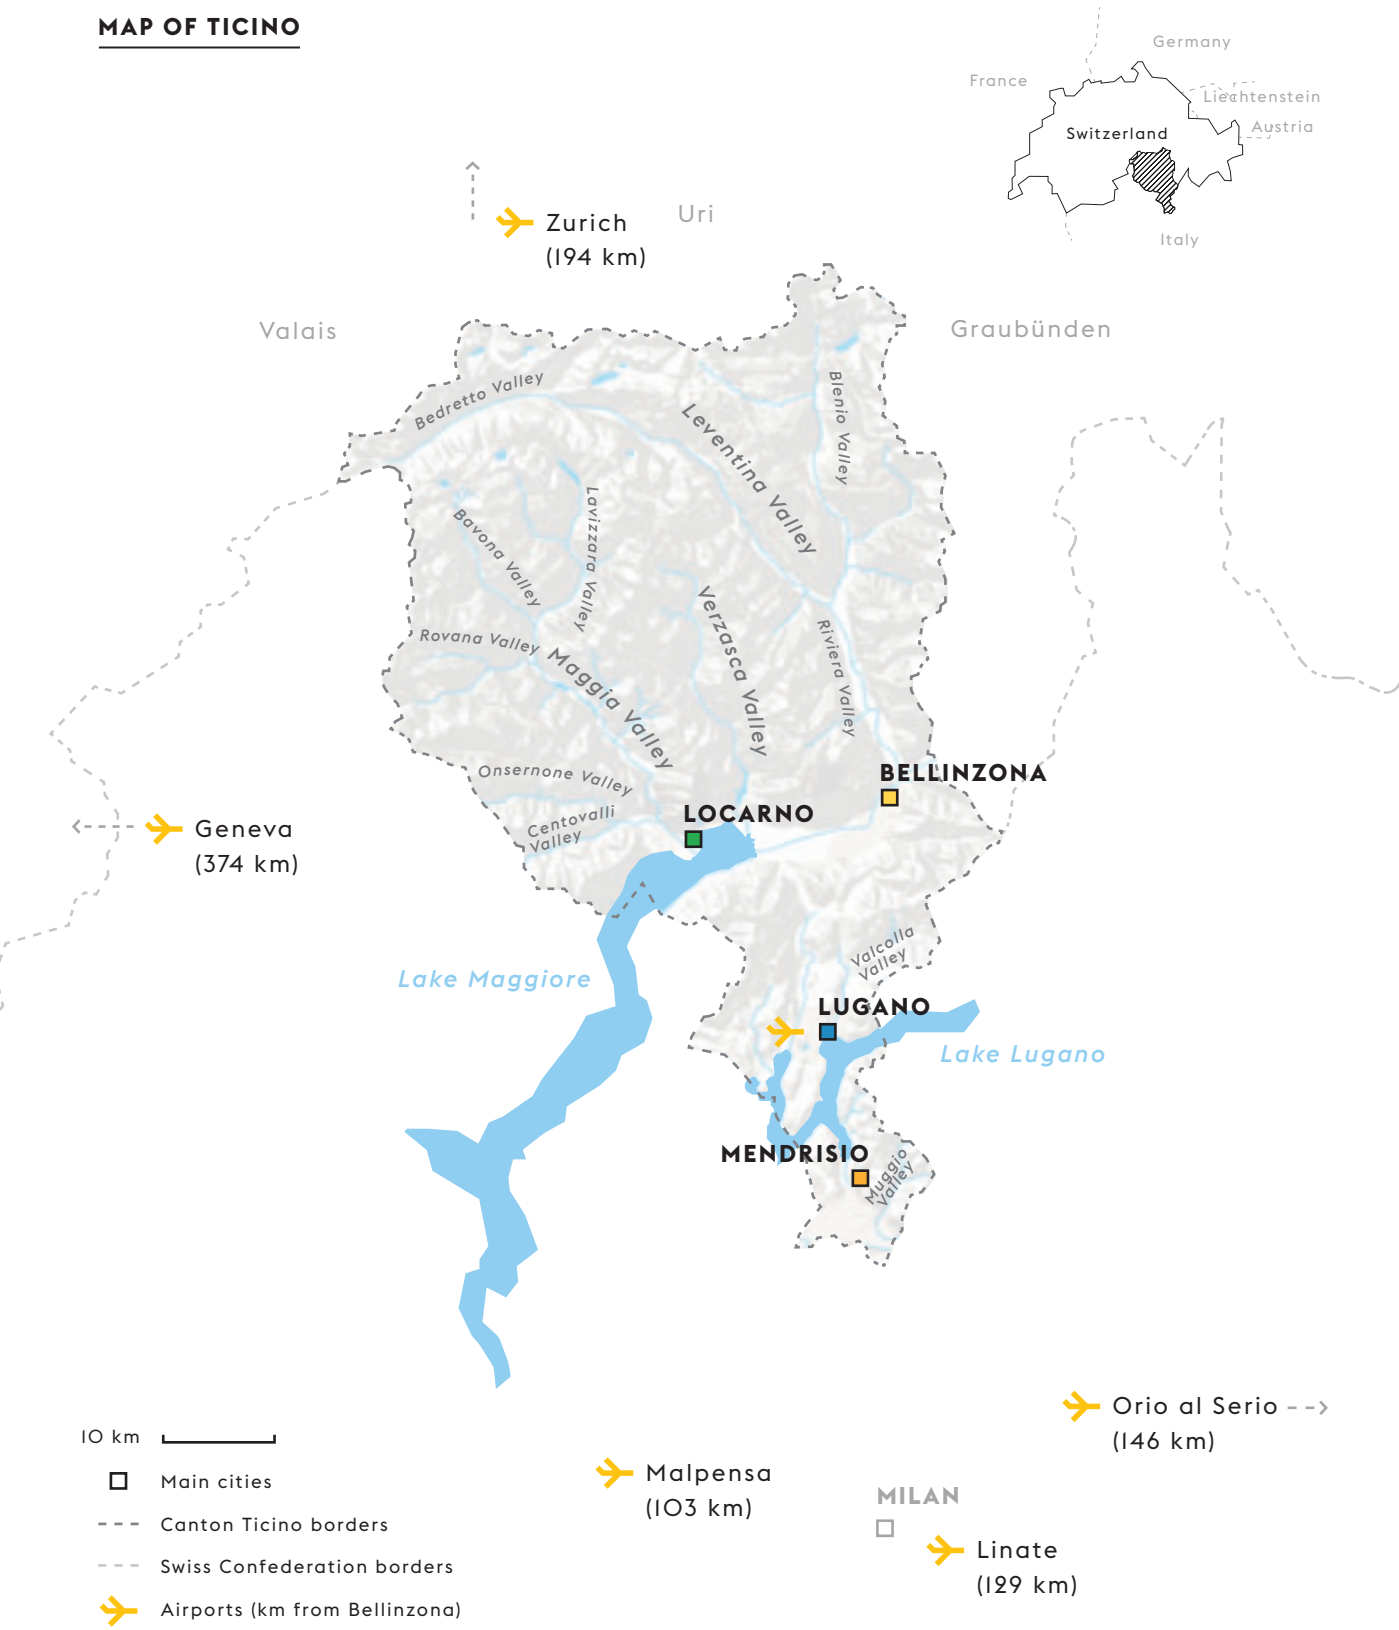 MAP OF TICINO
Germany
France
Liechtenstein
Switzerland
Austria
Italy
Zurich
(194 km)
Uri
Valais
Graubünden
Bedretto Valley
Blenio Valley
Leventina Valley
Lavizzara Valley
Bavona Valley
Verzasca Valley
Riviera Valley
Rovana Valley
Maggia Valley
Onsernone Valley
Centovalli
Valley
BELLINZONA
LOCARNO
Geneva
(374 km)
Valcolla
Valley
Lake Maggiore
LUGANO
Lake Lugano
MENDRISIO
Muggio
Valley
Orio al Serio
(146 km)
Malpensa
(103 km)
MILAN
Linate
(129 km)
10 km
Main cities
Canton Ticino borders
Swiss Confederation borders
Airports (km from Bellinzona)